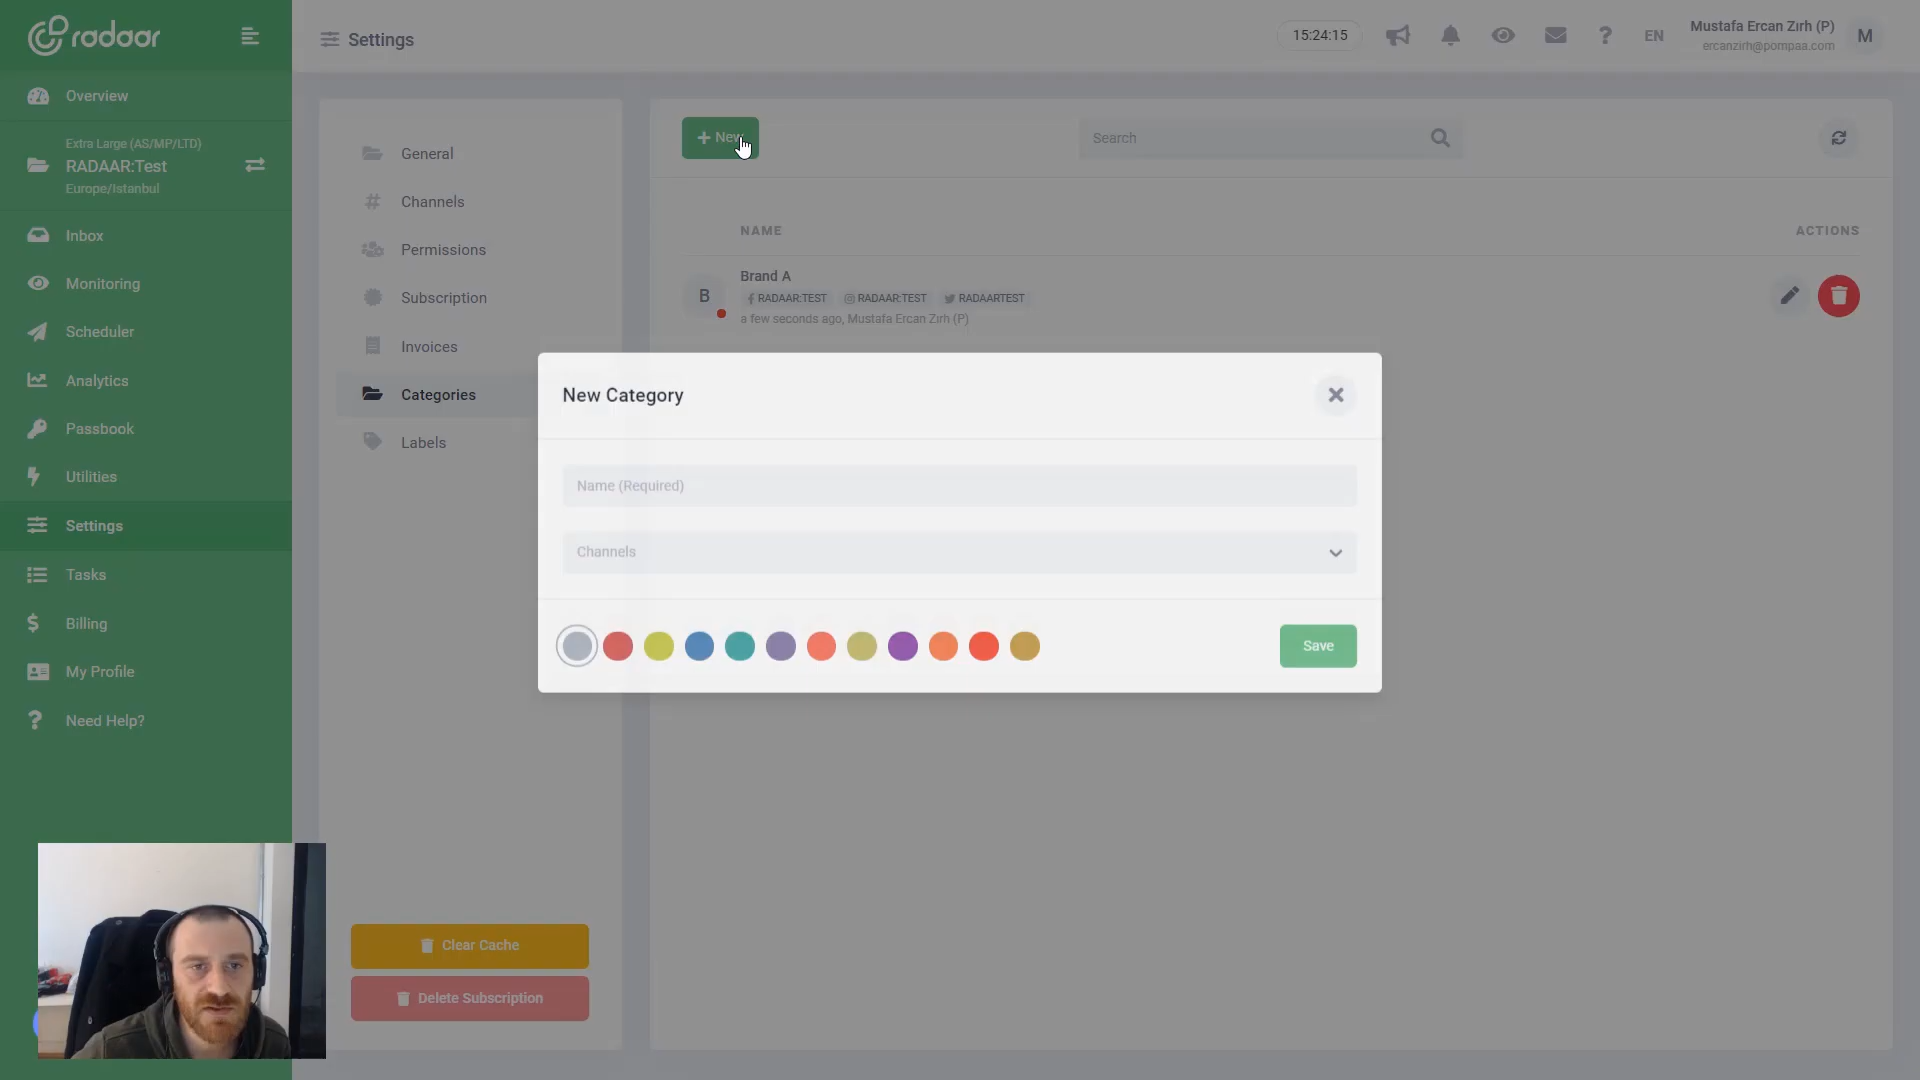 radaar
Settings
15:24:15
EN
Mustafa Ercan Zırh (P)
ercanzirh@pompaa.com
M
Overview
Extra Large (AS/MP/LTD)
RADAAR:Test
Europe/Istanbul
Inbox
Monitoring
Scheduler
Analytics
Passbook
Utilities
Settings
Tasks
Billing
My Profile
Need Help?
General
Channels
Permissions
Subscription
Invoices
Categories
Labels
Clear Cache
Delete Subscription
+ New
Search
NAME
ACTIONS
B
Brand A
RADAAR:TEST RADAAR:TEST RADAARTEST
a few seconds ago, Mustafa Ercan Zırh (P)
New Category
Name (Required)
Channels
Save